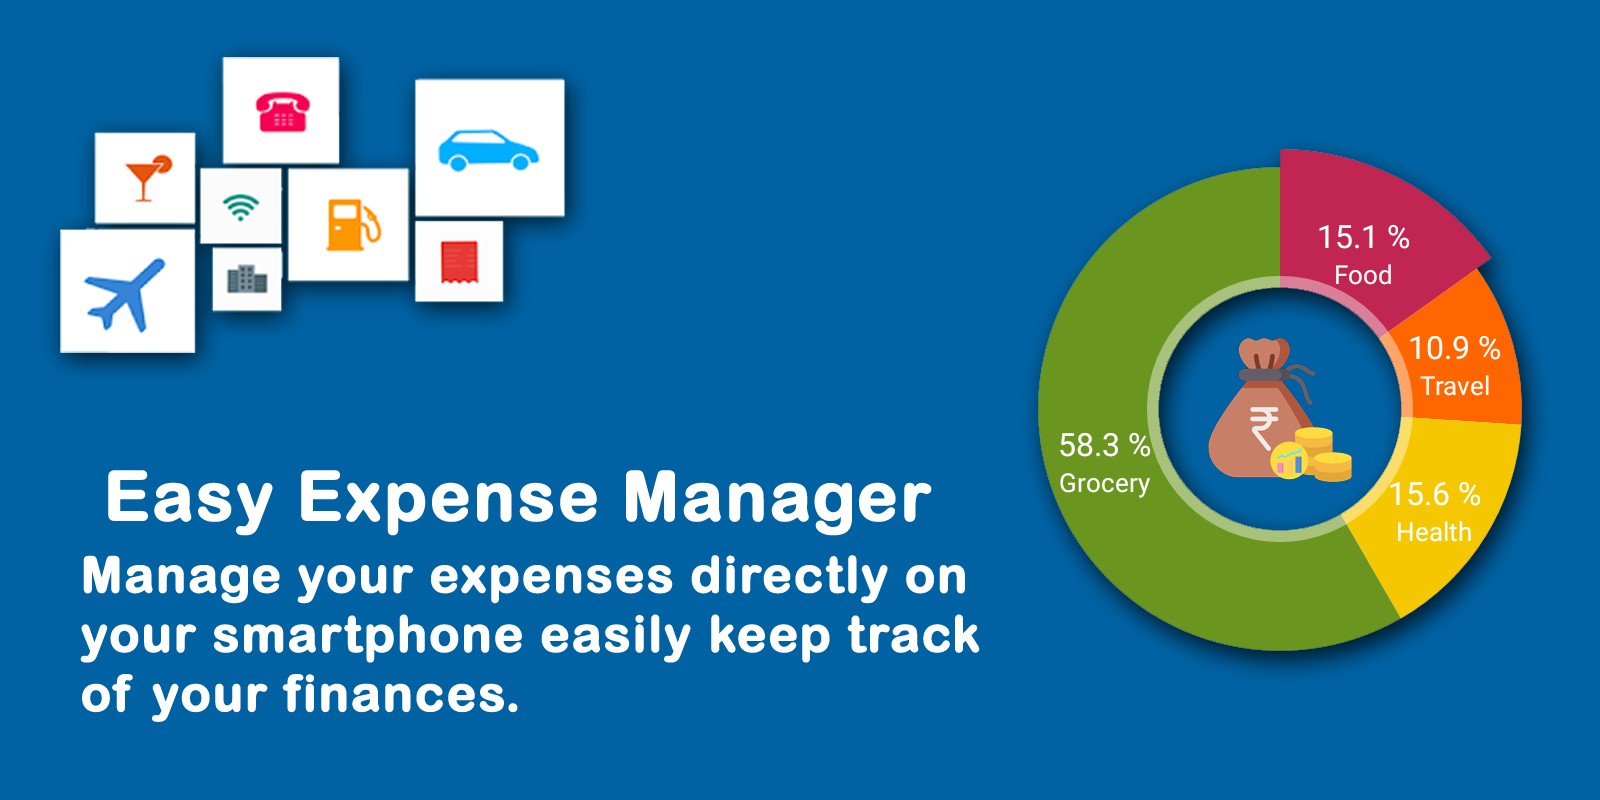 Easy Expense Manager
Manage your expenses directly on
your smartphone easily keep track
of your finances.
15.1 %
Food
10.9 %
Travel
15.6 %
Health
58.3 %
Grocery
₹